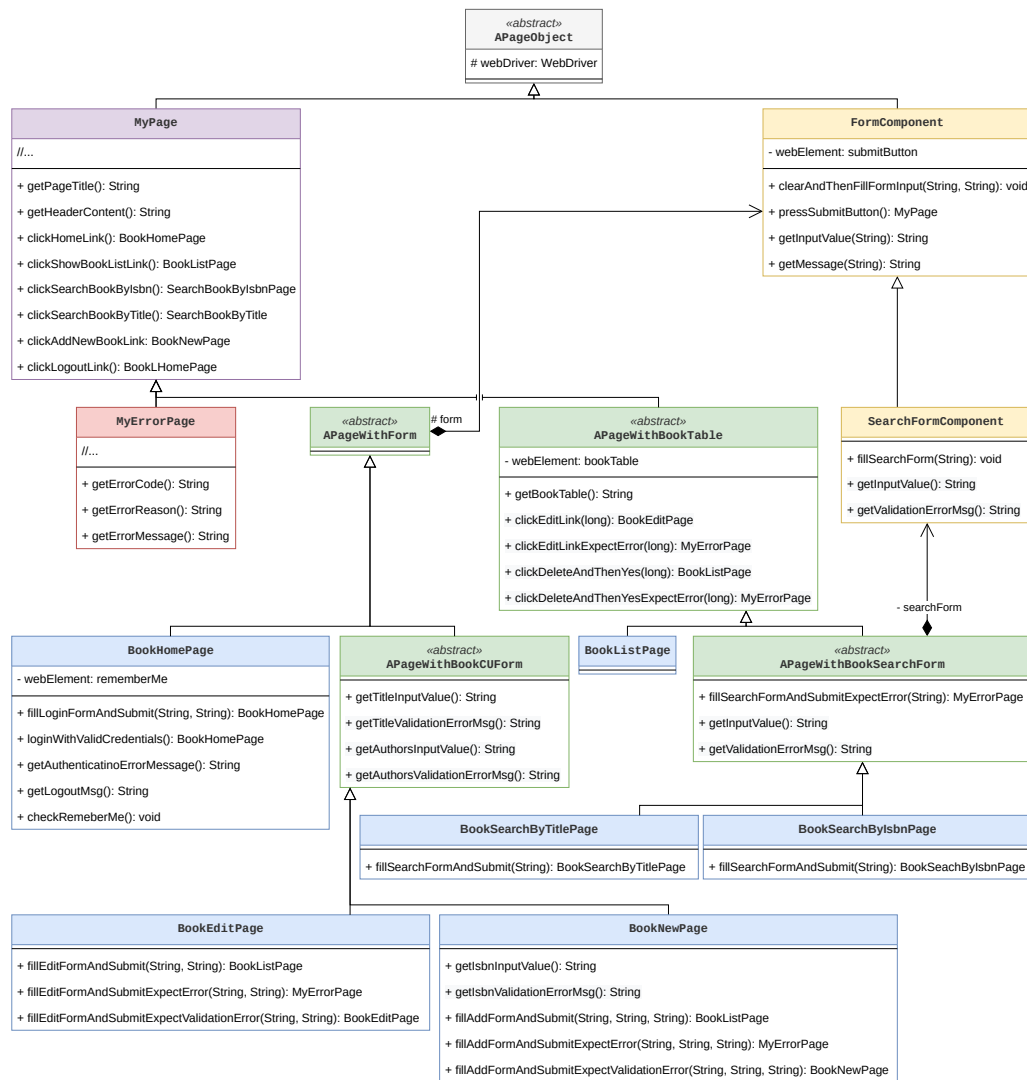 «abstract»
APageObject
# webDriver: WebDriver
MyPage
//...
+ getPageTitle(): String
+ getHeaderContent(): String
+ clickHomeLink(): BookHomePage
+ clickShowBookListLink(): BookListPage
+ clickSearchBookByIsbn(): SearchBookByIsbnPage
+ clickSearchBookByTitle(): SearchBookByTitle
+ clickAddNewBookLink: BookNewPage
+ clickLogoutLink(): BookLHomePage
FormComponent
- webElement: submitButton
+ clearAndThenFillFormInput(String, String): void
+ pressSubmitButton(): MyPage
+ getInputValue(String): String
+ getMessage(String): String
MyErrorPage
//...
+ getErrorCode(): String
+ getErrorReason(): String
+ getErrorMessage(): String
«abstract»
APageWithForm
# form
«abstract»
APageWithBookTable
- webElement: bookTable
+ getBookTable(): String
+ clickEditLink(long): BookEditPage
+ clickEditLinkExpectError(long): MyErrorPage
+ clickDeleteAndThenYes(long): BookListPage
+ clickDeleteAndThenYesExpectError(long): MyErrorPage
SearchFormComponent
+ fillSearchForm(String): void
+ getInputValue(): String
+ getValidationErrorMsg(): String
- searchForm
BookHomePage
- webElement: rememberMe
+ fillLoginFormAndSubmit(String, String): BookHomePage
+ loginWithValidCredentials(): BookHomePage
+ getAuthenticatinoErrorMessage(): String
+ getLogoutMsg(): String
+ checkRemeberMe(): void
«abstract»
APageWithBookCUForm
+ getTitleInputValue(): String
+ getTitleValidationErrorMsg(): String
+ getAuthorsInputValue(): String
+ getAuthorsValidationErrorMsg(): String
BookListPage
«abstract»
APageWithBookSearchForm
+ fillSearchFormAndSubmitExpectError(String): MyErrorPage
+ getInputValue(): String
+ getValidationErrorMsg(): String
BookSearchByTitlePage
+ fillSearchFormAndSubmit(String): BookSearchByTitlePage
BookSearchByIsbnPage
+ fillSearchFormAndSubmit(String): BookSeachByIsbnPage
BookEditPage
+ fillEditFormAndSubmit(String, String): BookListPage
+ fillEditFormAndSubmitExpectError(String, String): MyErrorPage
+ fillEditFormAndSubmitExpectValidationError(String, String): BookEditPage
BookNewPage
+ getIsbnInputValue(): String
+ getIsbnValidationErrorMsg(): String
+ fillAddFormAndSubmit(String, String, String): BookListPage
+ fillAddFormAndSubmitExpectError(String, String, String): MyErrorPage
+ fillAddFormAndSubmitExpectValidationError(String, String, String): BookNewPage